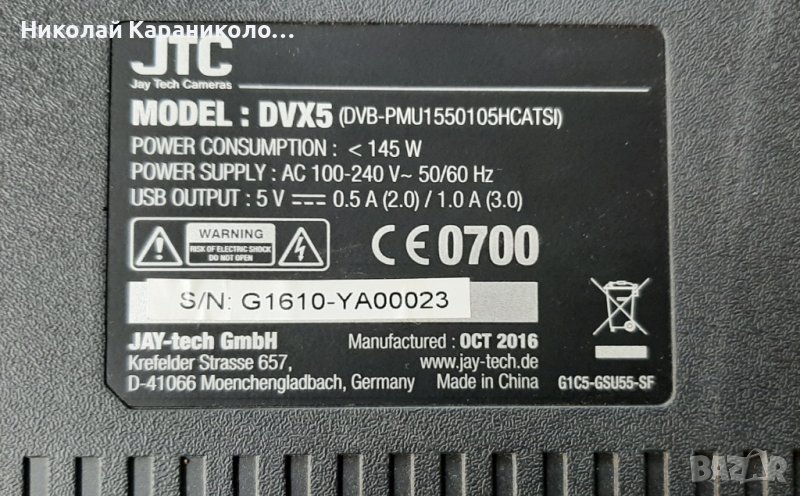 Николай Караниколо...
JTC
Jay Tech Cameras
MODEL : DVX5 (DVB-PMU1550105HCATSI)
POWER CONSUMPTION : < 145 W
POWER SUPPLY : AC 100-240 V~ 50/60 Hz
USB OUTPUT : 5 V 0.5 A (2.0) / 1.0 A (3.0)
WARNING
RISK OF ELECTRIC SHOCK
DO NOT OPEN
CE0700
S/N: G1610-YA00023
JAY-tech GmbH Manufactured : OCT 2016
Krefelder Strasse 657, www.jay-tech.de
D-41066 Moenchengladbach, Germany Made in China G1C5-GSU55-SF
BAZAR.BG